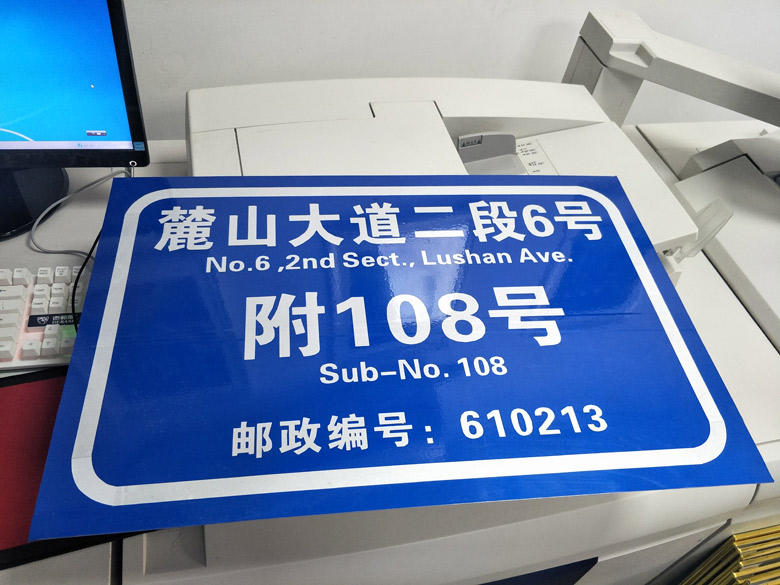 麓山大道二段6号
No.6 ,2nd Sect., Lushan Ave.
附108号
Sub-No. 108
邮政编号：610213